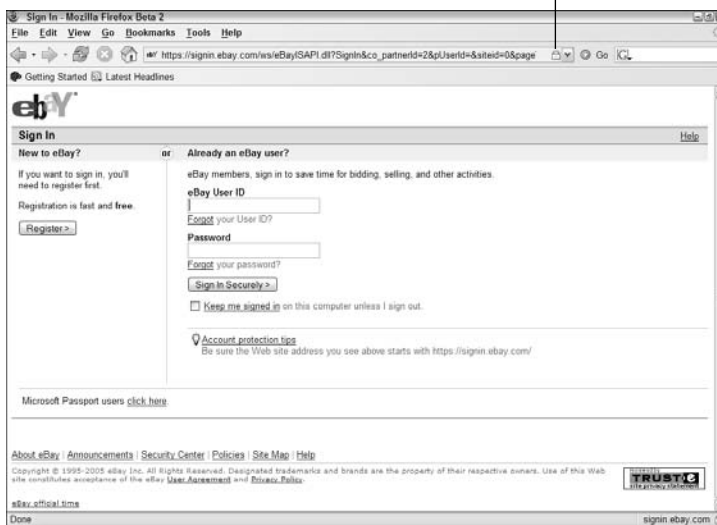 Sign In - Mozilla Firefox Beta 2
File Edit View Go Bookmarks Tools Help
https://signin.ebay.com/ws/eBayISAPI.dll?SignIn&co_partnerId=2&pUserId=&siteid=0&page
Go
Getting Started Latest Headlines
ebY
Sign In Help
New to eBay? or Already an eBay user?
If you want to sign in, you'll
need to register first.
Registration is fast and free.
Register >
eBay members, sign in to save time for bidding, selling, and other activities.
eBay User ID
Forgot your User ID?
Password
Forgot your password?
Sign In Securely >
Keep me signed in on this computer unless I sign out.
Account protection tips
Be sure the Web site address you see above starts with https://signin.ebay.com/
Microsoft Passport users click here.
About eBay | Announcements | Security Center | Policies | Site Map | Help
Copyright © 1995-2005 eBay Inc. All Rights Reserved. Designated trademarks and brands are the property of their respective owners. Use of this Web
site constitutes acceptance of the eBay User Agreement and Privacy Policy.
TRUSTe
site privacy statement
eBay official time
Done signin.ebay.com